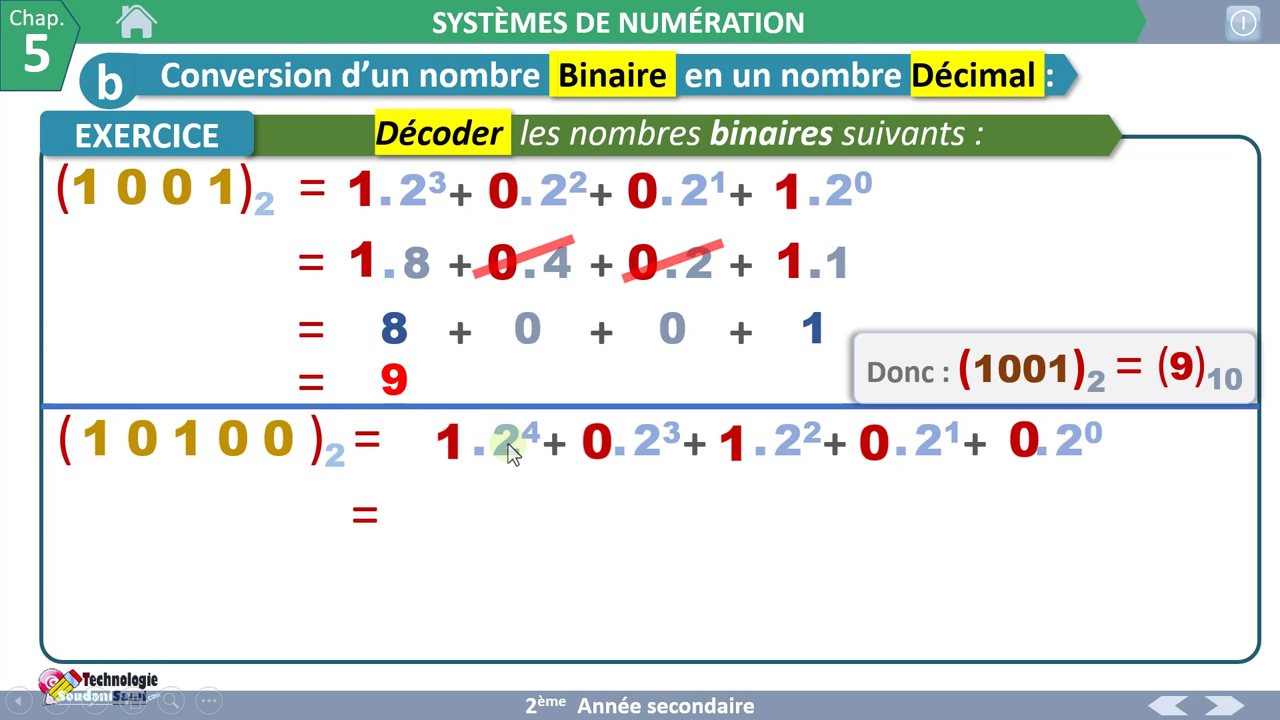 Chap.
5
SYSTÈMES DE NUMÉRATION
b Conversion d’un nombre Binaire en un nombre Décimal :
EXERCICE
Décoder les nombres binaires suivants :
(1 0 0 1)₂ = 1.2³+ 0.2²+ 0.2¹+ 1.2⁰
= 1.8 + 0.4 + 0.2 + 1.1
= 8 + 0 + 0 + 1
= 9
Donc : (1001)₂ = (9)₁₀
(1 0 1 0 0)₂ = 1.2⁴+ 0.2³+ 1.2²+ 0.2¹+ 0.2⁰
=
Technologie
Soudani Sami
2ème Année secondaire